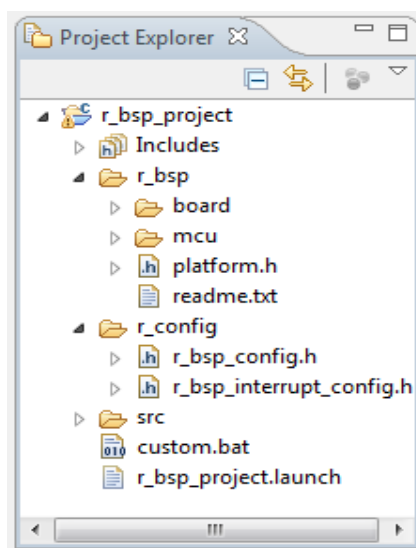 Project Explorer
r_bsp_project
Includes
r_bsp
board
mcu
platform.h
readme.txt
r_config
r_bsp_config.h
r_bsp_interrupt_config.h
src
custom.bat
r_bsp_project.launch